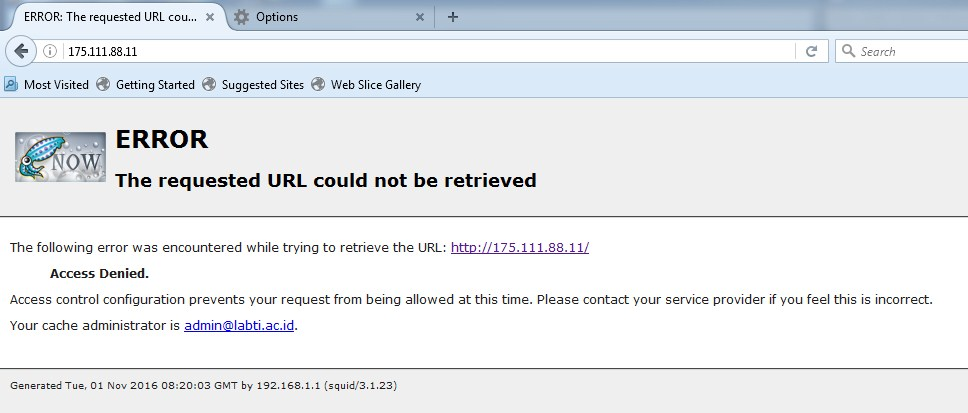 ERROR: The requested URL cou... Options
175.111.88.11 Search
Most Visited Getting Started Suggested Sites Web Slice Gallery
NOW
ERROR
The requested URL could not be retrieved
The following error was encountered while trying to retrieve the URL: http://175.111.88.11/
Access Denied.
Access control configuration prevents your request from being allowed at this time. Please contact your service provider if you feel this is incorrect.
Your cache administrator is admin@labti.ac.id.
Generated Tue, 01 Nov 2016 08:20:03 GMT by 192.168.1.1 (squid/3.1.23)